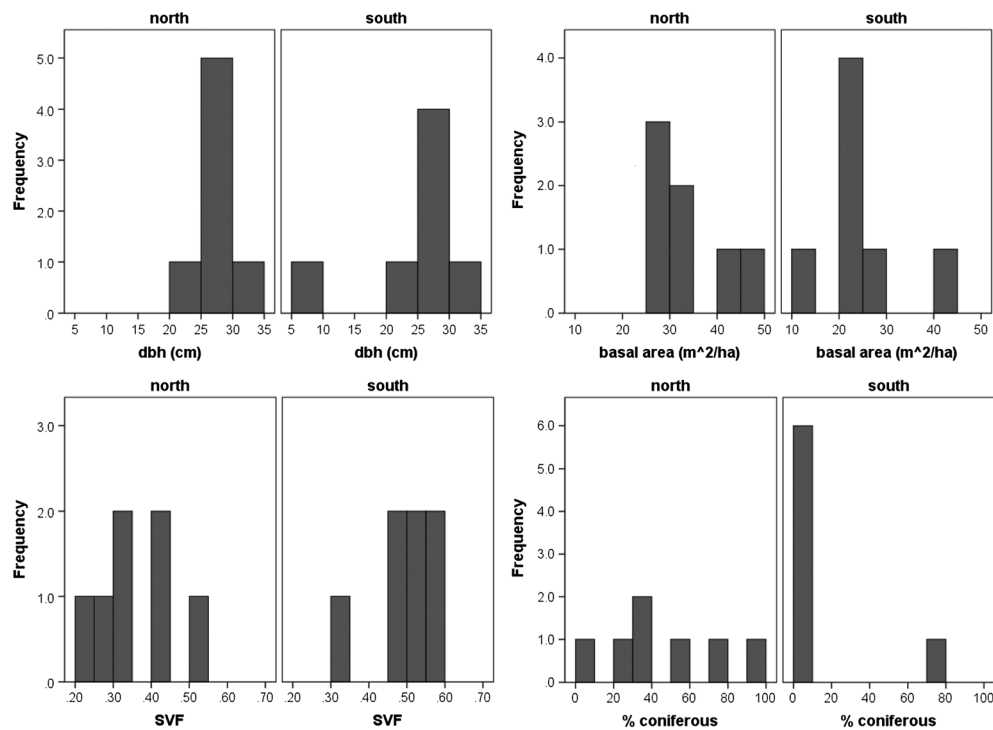 north south
5.0
4.0
3.0
2.0
1.0
.0
Frequency
5 10 15 20 25 30 35 5 10 15 20 25 30 35
dbh (cm) dbh (cm)
north south
4.0
3.0
2.0
1.0
.0
Frequency
10 20 30 40 50 10 20 30 40 50
basal area (m^2/ha) basal area (m^2/ha)
north south
3.0
2.0
1.0
.0
Frequency
.20 .30 .40 .50 .60 .70 .20 .30 .40 .50 .60 .70
SVF SVF
north south
6.0
5.0
4.0
3.0
2.0
1.0
.0
Frequency
0 20 40 60 80 100 0 20 40 60 80 100
% coniferous % coniferous